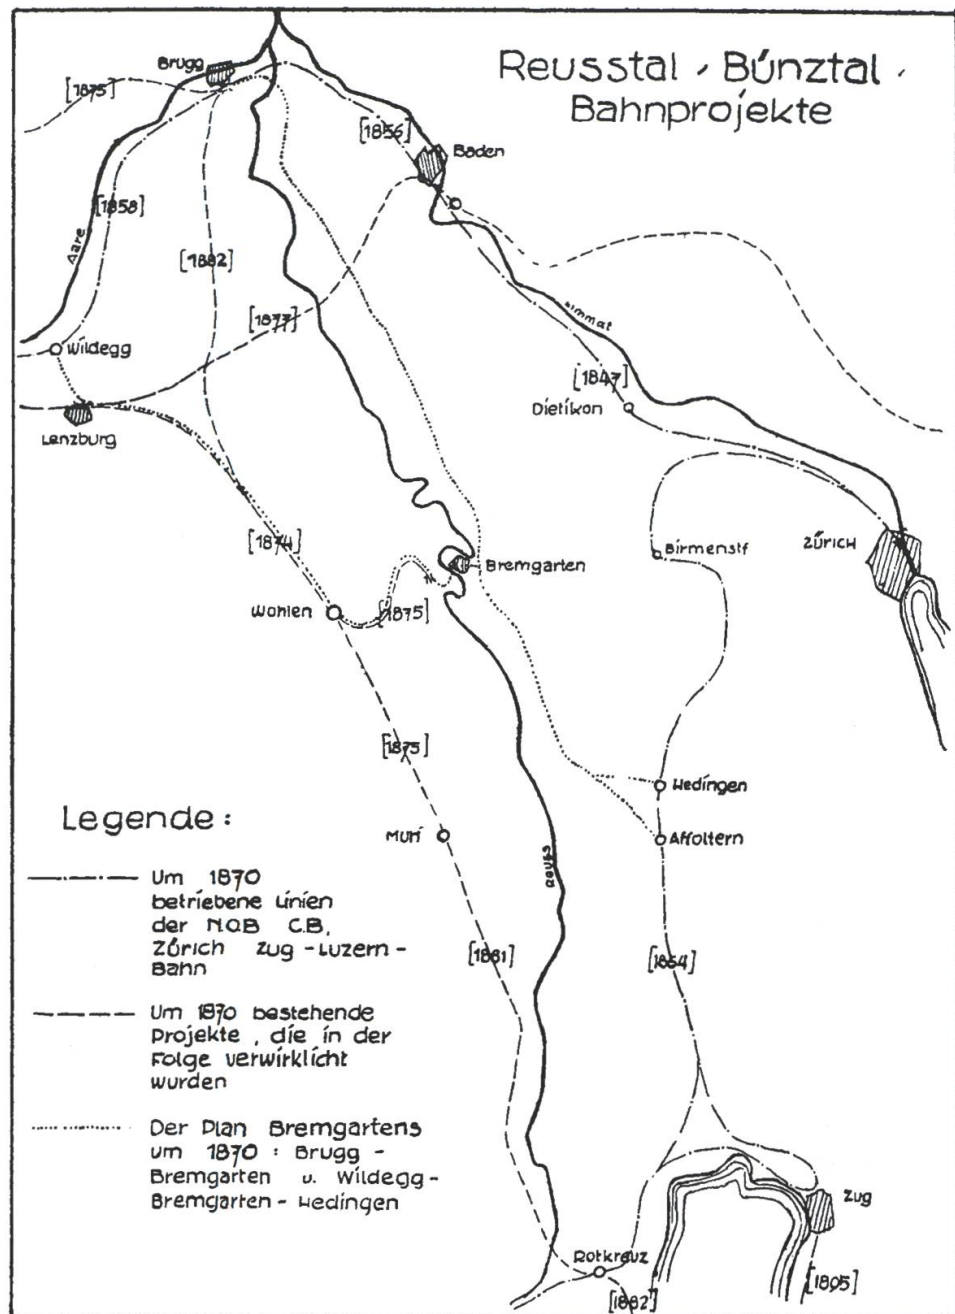 Reusstal - Bünztal -
Bahnprojekte
Brugg
[1875]
[1856]
Baden
[1858]
Aare
[1882]
[1877]
Limmat
Wildegg
[1847]
Dietikon
Lenzburg
[1874]
Birmenstf
ZÜRICH
Bremgarten
Wohlen
[1875]
[1875]
Hedingen
Muri
Affoltern
Reuss
[1881]
[1864]
Zug
Rotkreuz
[1882]
[1895]
Legende :
Um 1870
betriebene Linien
der N.O.B C.B,
Zürich Zug - Luzern -
Bahn
Um 1870 bestehende
Projekte , die in der
Folge verwirklicht
wurden
Der Plan Bremgartens
um 1870 : Brugg -
Bremgarten u. Wildegg -
Bremgarten - Hedingen